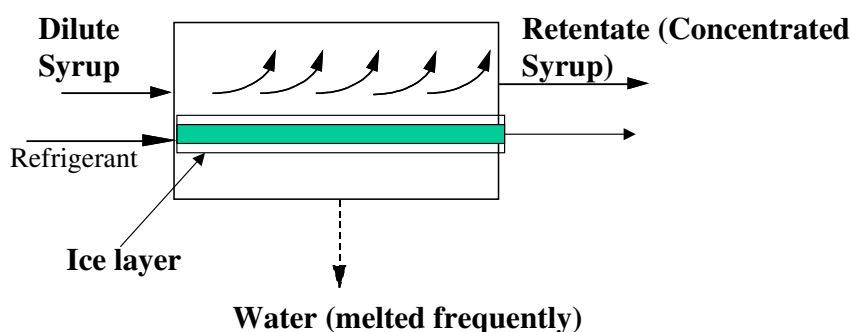 Dilute
Syrup
Retentate (Concentrated
Syrup)
Refrigerant
Ice layer
Water (melted frequently)